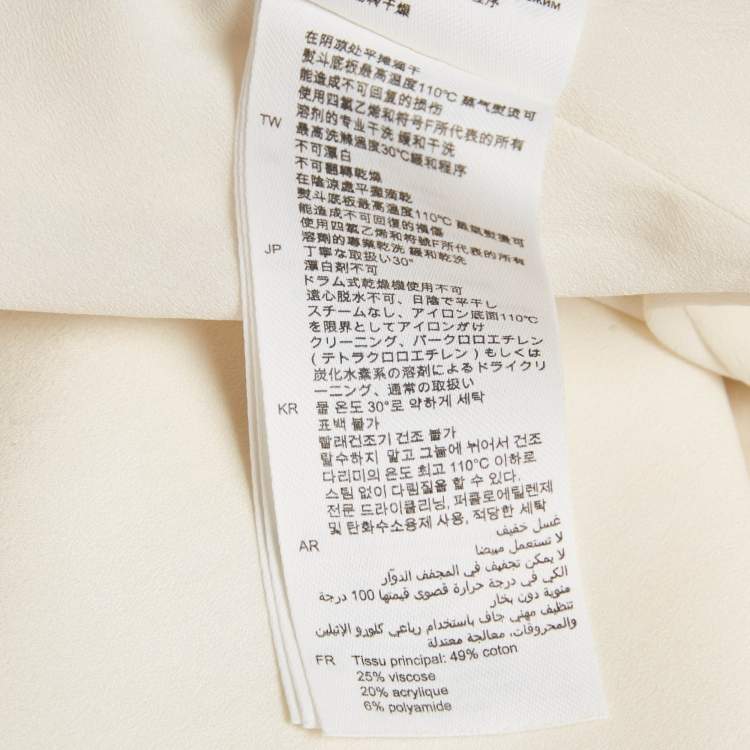 ким
翻转干燥 程序
在阴凉处平摊滴干
熨斗底板最高温度110℃ 蒸气熨烫可
能造成不可回复的损伤
使用四氯乙烯和符号F所代表的所有
溶剂的专业干洗 缓和干洗
TW 最高洗滌溫度30℃緩和程序
不可漂白
不可翻轉乾燥
在陰涼處平攤滴乾
熨斗底板最高溫度110℃ 蒸氣熨燙可
能造成不可回復的損傷
使用四氯乙烯和符號F所代表的所有
溶劑的專業乾洗 緩和乾洗
JP 丁寧な取扱い30°
漂白剤不可
ドラム式乾燥機使用不可
遠心脱水不可、日陰で平干し
スチームなし、アイロン底面110℃
を限界としてアイロンがけ
クリーニング、パークロロエチレン
(テトラクロロエチレン)もしくは
炭化水素系の溶剤によるドライクリ
ーニング、通常の取扱い
KR 물 온도 30°로 약하게 세탁
표백 불가
빨래건조기 건조 불가
탈수하지 말고 그늘에 뉘어서 건조
다리미의 온도 최고 110℃ 이하로
스팀 없이 다림질을 할 수 있다.
전문 드라이클리닝, 퍼클로에틸렌제
및 탄화수소용제 사용, 적당한 세탁
AR غسل خفيف
لا تستعمل مبيضا
لا يمكن تجفيف في المجفف الدوّار
الكي في درجة حرارة قصوى قيمتها 100 درجة
مئوية دون بخار
تنظيف مهني جاف باستخدام رباعي كلورو الإثيلين
والمحروقات، معالجة معتدلة
FR Tissu principal: 49% coton
25% viscose
20% acrylique
6% polyamide